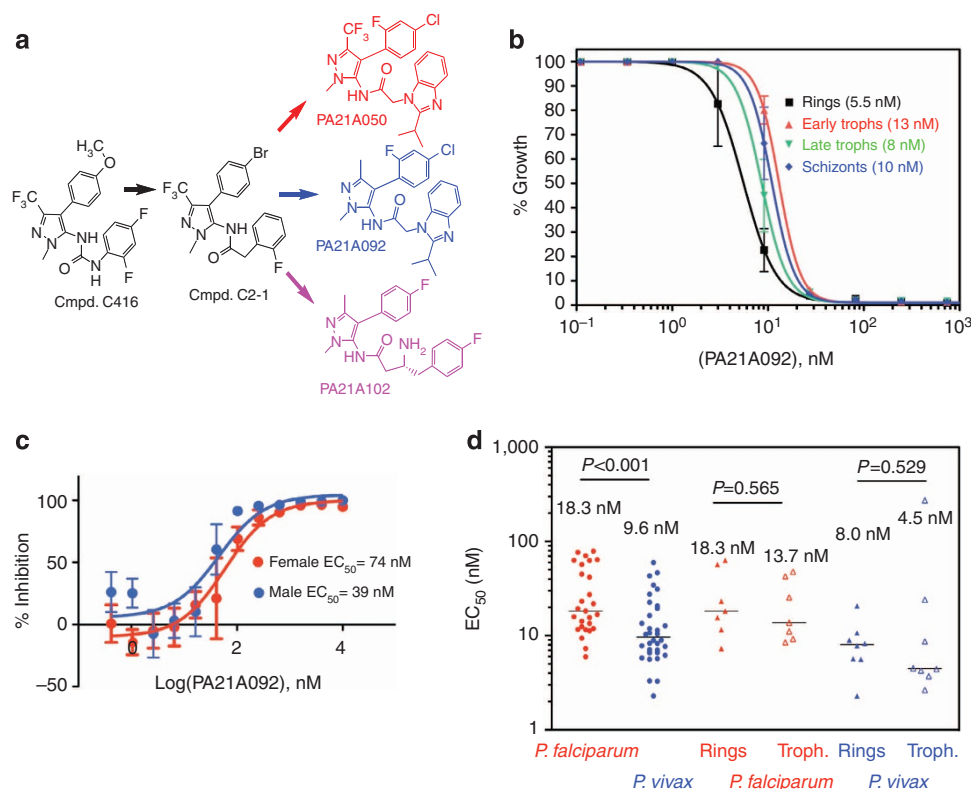 a
CF3
F
Cl
N
N
O
HN
N
N
PA21A050
H3C
O
F3C
N
N
NH
F
O
N
H
F
Cmpd. C416
Br
F3C
N
N
HN
O
F
Cmpd. C2-1
F
Cl
N
N
O
HN
N
N
PA21A092
F
N
N
O
NH2
HN
F
PA21A102
b
% Growth
100
90
80
70
60
50
40
30
20
10
0
10−1
100
101
102
103
(PA21A092), nM
Rings (5.5 nM)
Early trophs (13 nM)
Late trophs (8 nM)
Schizonts (10 nM)
c
% Inhibition
100
50
0
−50
0
2
4
Log(PA21A092), nM
Female EC50= 74 nM
Male EC50= 39 nM
d
EC50 (nM)
1,000
100
10
1
P<0.001
18.3 nM
9.6 nM
P=0.565
18.3 nM
13.7 nM
P=0.529
8.0 nM
4.5 nM
P. falciparum
Rings
Troph.
Rings
Troph.
P. vivax
P. falciparum
P. vivax